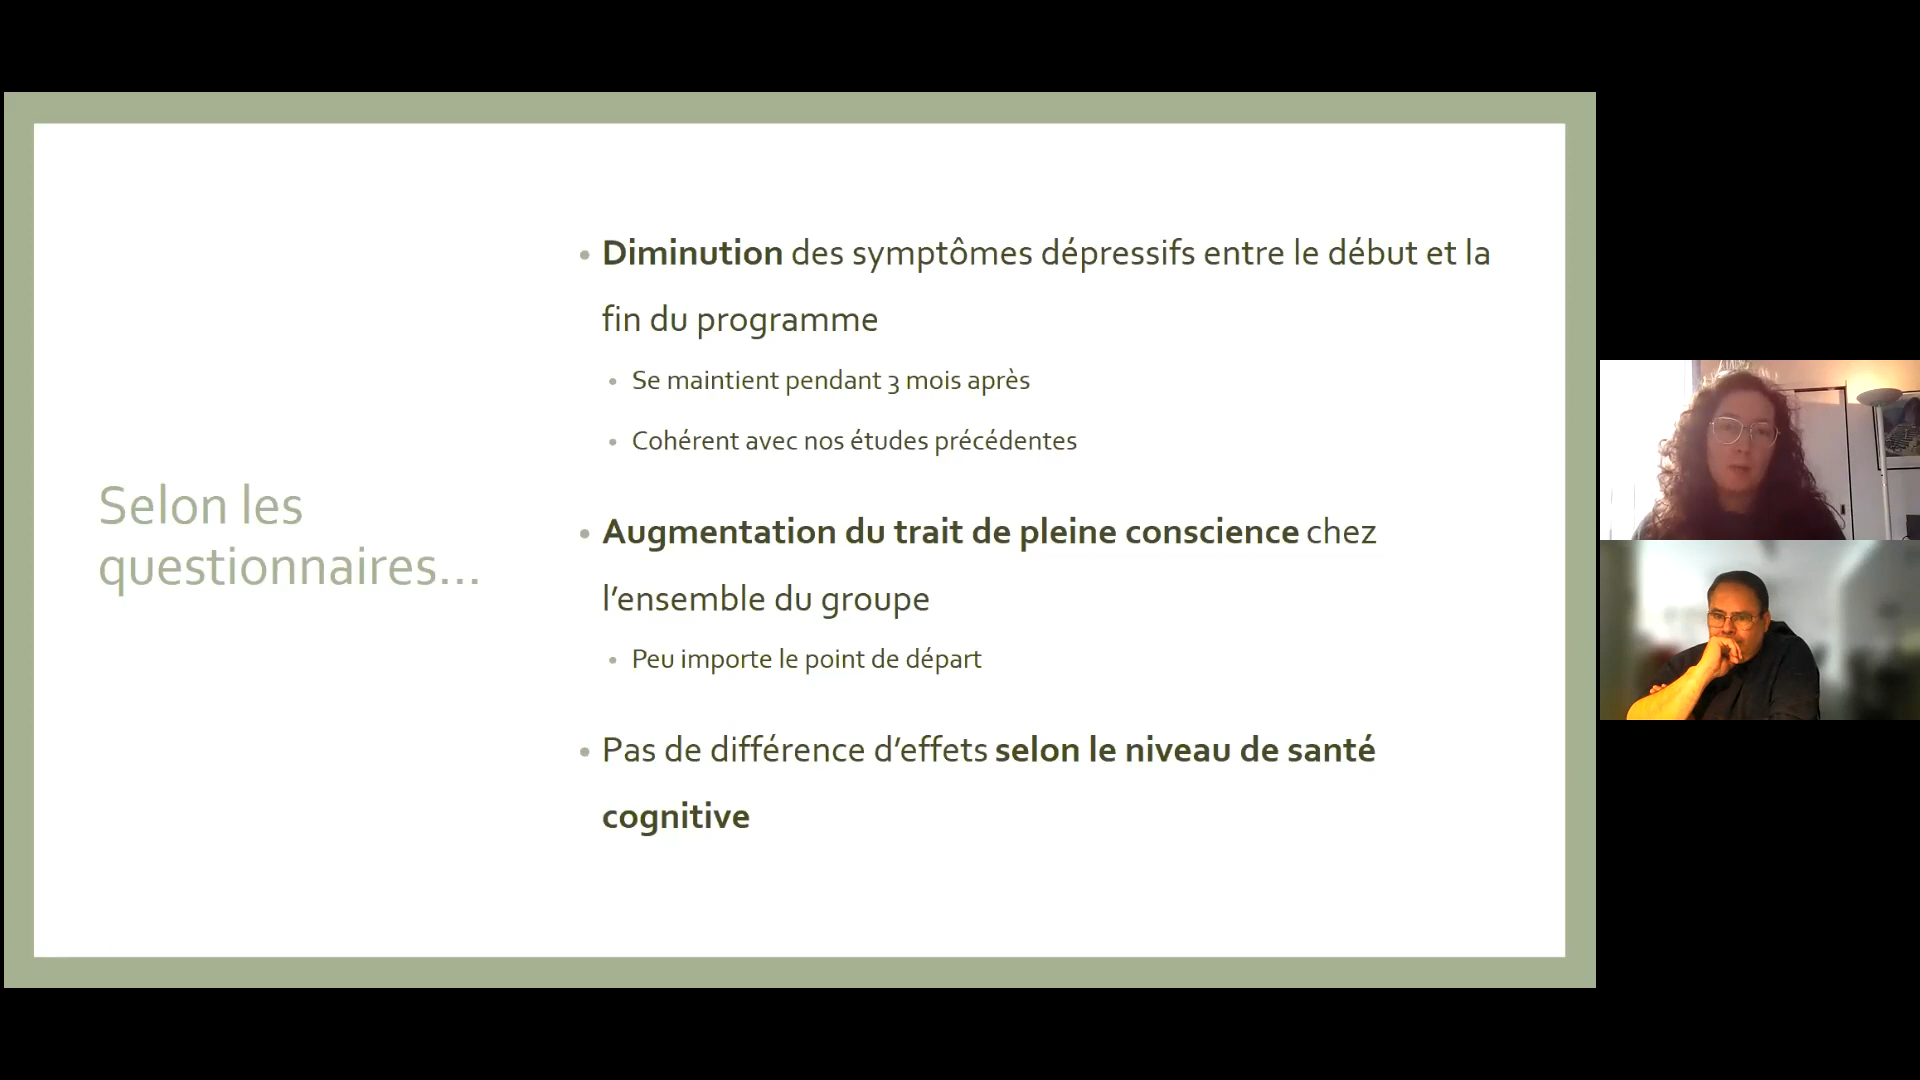 Selon les
questionnaires...
• Diminution des symptômes dépressifs entre le début et la
fin du programme
• Se maintient pendant 3 mois après
• Cohérent avec nos études précédentes
• Augmentation du trait de pleine conscience chez
l’ensemble du groupe
• Peu importe le point de départ
• Pas de différence d’effets selon le niveau de santé
cognitive